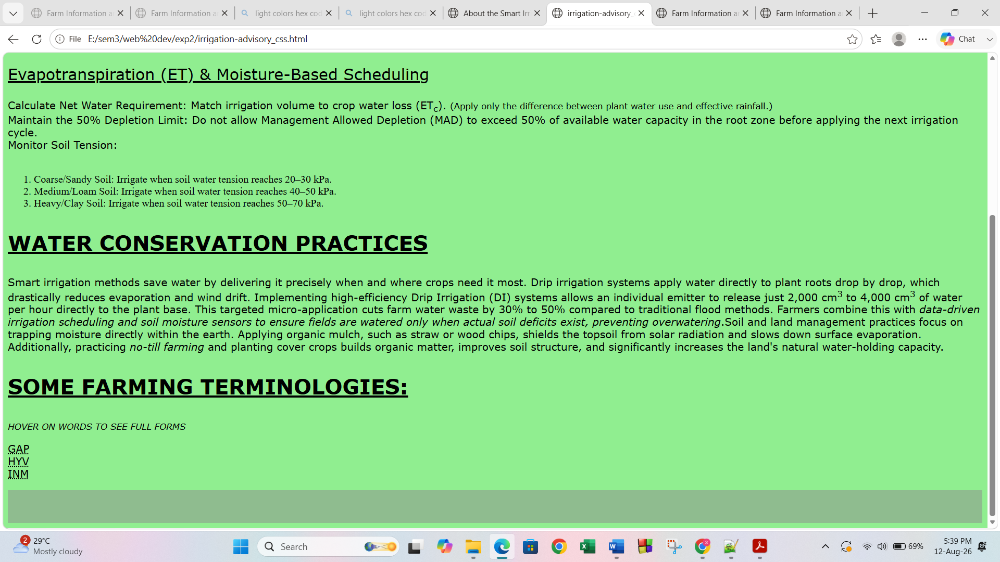 Farm Information a
Farm Information a
light colors hex cod
light colors hex cod
About the Smart Irri
irrigation-advisory_
Farm Information a
Farm Information a
File E:/sem3/web%20dev/exp2/irrigation-advisory_css.html
Chat
Evapotranspiration (ET) & Moisture-Based Scheduling
Calculate Net Water Requirement: Match irrigation volume to crop water loss (ETc). (Apply only the difference between plant water use and effective rainfall.)
Maintain the 50% Depletion Limit: Do not allow Management Allowed Depletion (MAD) to exceed 50% of available water capacity in the root zone before applying the next irrigation
cycle.
Monitor Soil Tension:
1. Coarse/Sandy Soil: Irrigate when soil water tension reaches 20–30 kPa.
2. Medium/Loam Soil: Irrigate when soil water tension reaches 40–50 kPa.
3. Heavy/Clay Soil: Irrigate when soil water tension reaches 50–70 kPa.
WATER CONSERVATION PRACTICES
Smart irrigation methods save water by delivering it precisely when and where crops need it most. Drip irrigation systems apply water directly to plant roots drop by drop, which
drastically reduces evaporation and wind drift. Implementing high-efficiency Drip Irrigation (DI) systems allows an individual emitter to release just 2,000 cm³ to 4,000 cm³ of water
per hour directly to the plant base. This targeted micro-application cuts farm water waste by 30% to 50% compared to traditional flood methods. Farmers combine this with data-driven
irrigation scheduling and soil moisture sensors to ensure fields are watered only when actual soil deficits exist, preventing overwatering.Soil and land management practices focus on
trapping moisture directly within the earth. Applying organic mulch, such as straw or wood chips, shields the topsoil from solar radiation and slows down surface evaporation.
Additionally, practicing no-till farming and planting cover crops builds organic matter, improves soil structure, and significantly increases the land's natural water-holding capacity.
SOME FARMING TERMINOLOGIES:
HOVER ON WORDS TO SEE FULL FORMS
GAP
HYV
INM
2
29°C
Mostly cloudy
Search
69%
5:39 PM
12-Aug-26